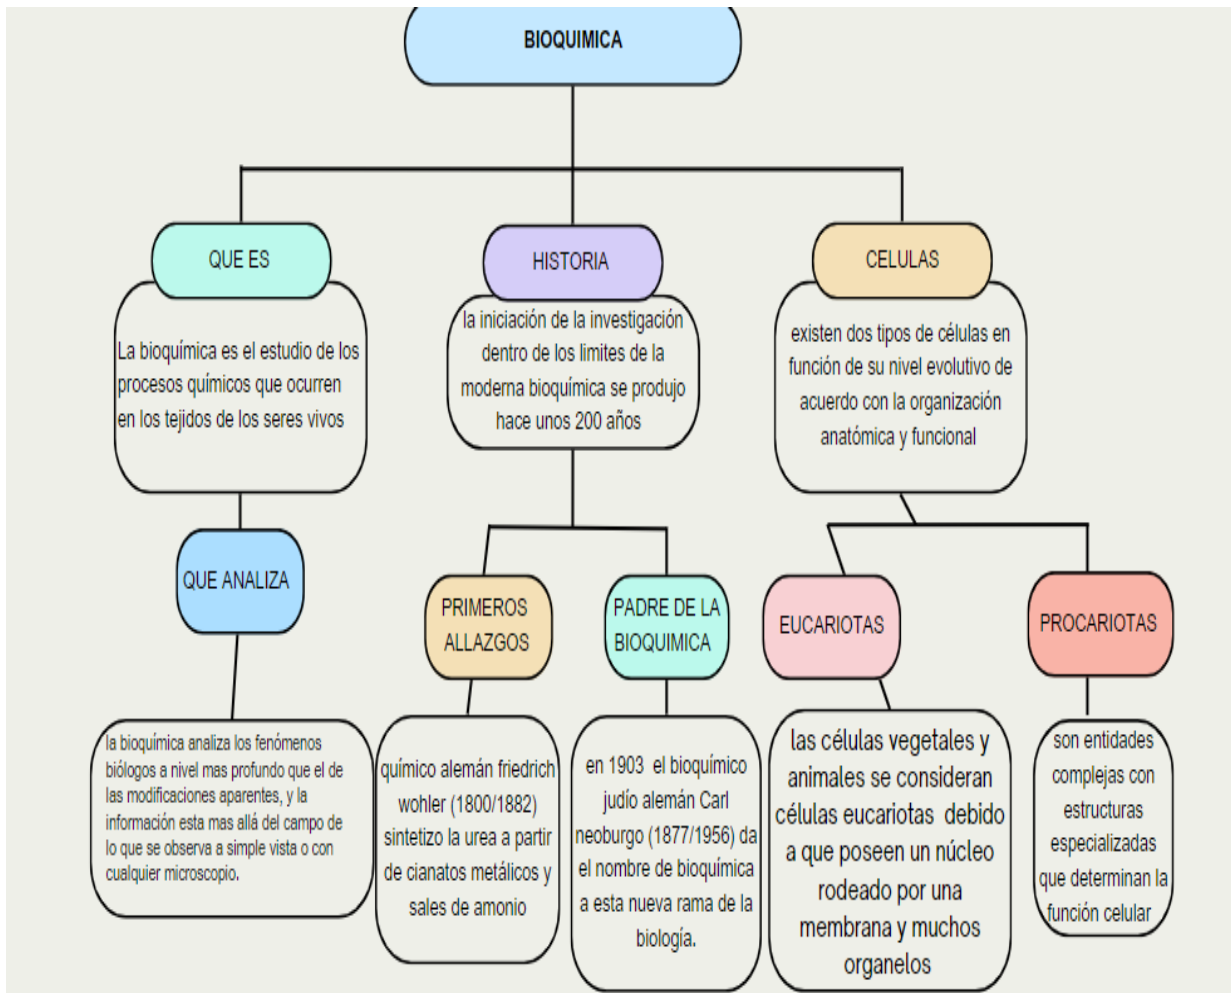 BIOQUIMICA
QUE ES
La bioquímica es el estudio de los
procesos químicos que ocurren
en los tejidos de los seres vivos
QUE ANALIZA
la bioquímica analiza los fenómenos
biólogos a nivel mas profundo que el de
las modificaciones aparentes, y la
información esta mas allá del campo de
lo que se observa a simple vista o con
cualquier microscopio.
HISTORIA
la iniciación de la investigación
dentro de los limites de la
moderna bioquímica se produjo
hace unos 200 años
PRIMEROS
ALLAZGOS
químico alemán friedrich
wohler (1800/1882)
sintetizo la urea a partir
de cianatos metálicos y
sales de amonio
PADRE DE LA
BIOQUIMICA
en 1903 el bioquímico
judío alemán Carl
neoburgo (1877/1956) da
el nombre de bioquímica
a esta nueva rama de la
biología.
CELULAS
existen dos tipos de células en
función de su nivel evolutivo de
acuerdo con la organización
anatómica y funcional
EUCARIOTAS
las células vegetales y
animales se consideran
células eucariotas debido
a que poseen un núcleo
rodeado por una
membrana y muchos
organelos
PROCARIOTAS
son entidades
complejas con
estructuras
especializadas
que determinan la
función celular